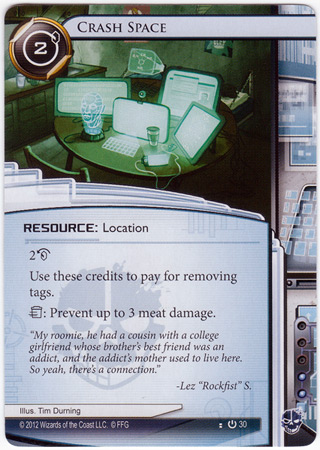 2
CRASH SPACE
RESOURCE: Location
2
Use these credits to pay for removing
tags.
: Prevent up to 3 meat damage.
“My roomie, he had a cousin with a college
girlfriend whose brother’s best friend was an
addict, and the addict’s mother used to live here.
So yeah, there’s a connection.”
-Lez “Rockfist” S.
Illus. Tim Durning
© 2012 Wizards of the Coast LLC. © FFG
30